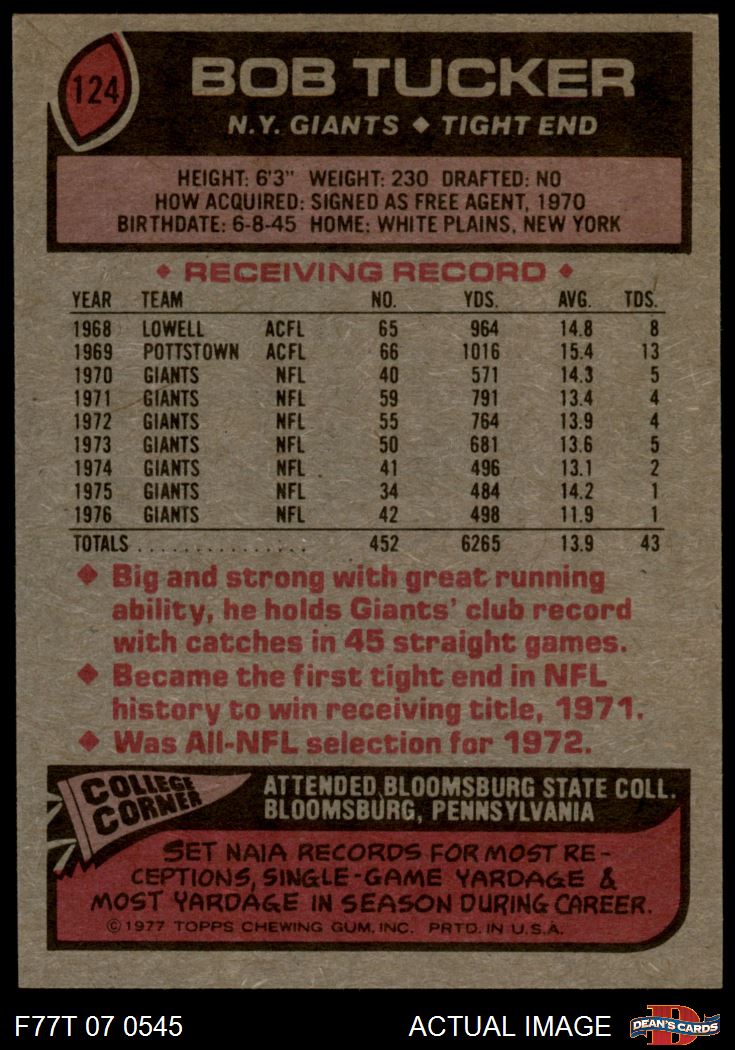 124
BOB TUCKER
N.Y. GIANTS ◆ TIGHT END
HEIGHT: 6'3" WEIGHT: 230 DRAFTED: NO
HOW ACQUIRED: SIGNED AS FREE AGENT, 1970
BIRTHDATE: 6-8-45 HOME: WHITE PLAINS, NEW YORK
◆ RECEIVING RECORD ◆
YEAR TEAM NO. YDS. AVG. TDS.
1968 LOWELL ACFL 65 964 14.8 8
1969 POTTSTOWN ACFL 66 1016 15.4 13
1970 GIANTS NFL 40 571 14.3 5
1971 GIANTS NFL 59 791 13.4 4
1972 GIANTS NFL 55 764 13.9 4
1973 GIANTS NFL 50 681 13.6 5
1974 GIANTS NFL 41 496 13.1 2
1975 GIANTS NFL 34 484 14.2 1
1976 GIANTS NFL 42 498 11.9 1
TOTALS . . . . . . . . . . . . . . . 452 6265 13.9 43
◆ Big and strong with great running
ability, he holds Giants' club record
with catches in 45 straight games.
◆ Became the first tight end in NFL
history to win receiving title, 1971.
◆ Was All-NFL selection for 1972.
COLLEGE
CORNER
ATTENDED BLOOMSBURG STATE COLL.
BLOOMSBURG, PENNSYLVANIA
SET NAIA RECORDS FOR MOST RE-
CEPTIONS, SINGLE-GAME YARDAGE &
MOST YARDAGE IN SEASON DURING CAREER.
©1977 TOPPS CHEWING GUM, INC. PRTD. IN U.S.A.
F77T 07 0545 ACTUAL IMAGE DEAN'S CARDS